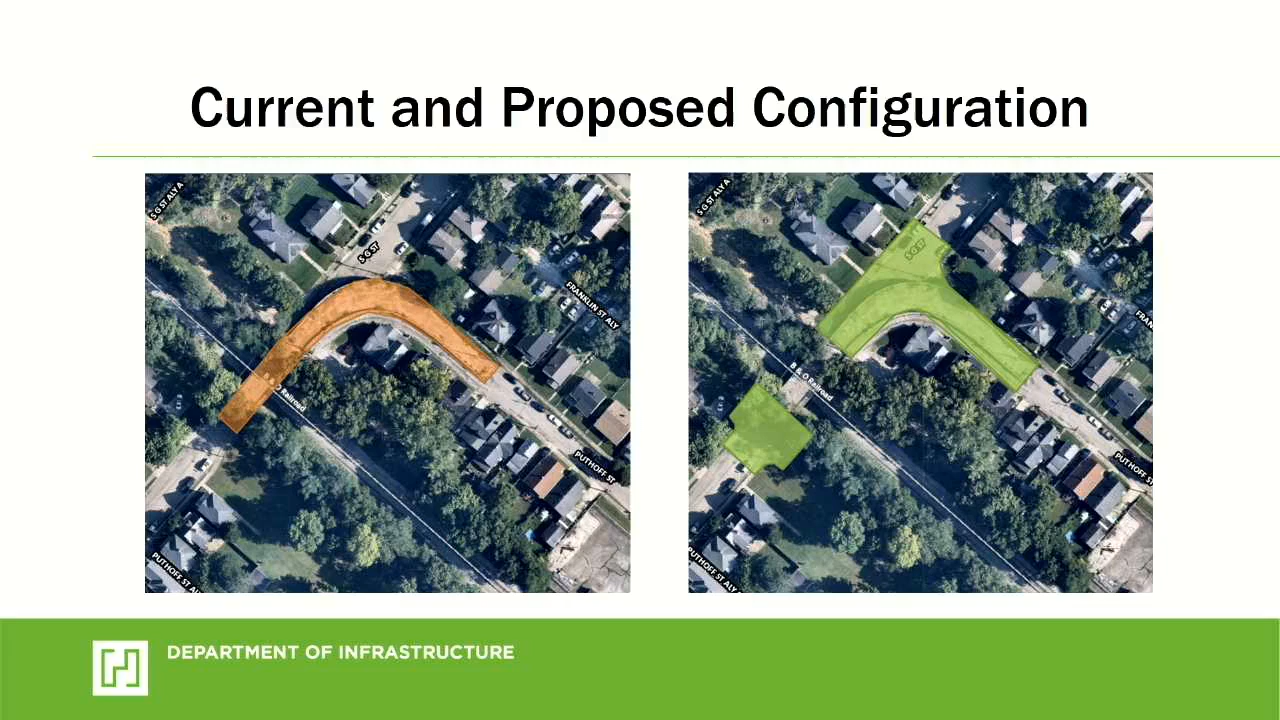 Current and Proposed Configuration
S G ST ALY A
S G ST
FRANKLIN ST ALY
B & O Railroad
PUTHOFF ST
PUTHOFF ST AL
S G ST ALY A
S G ST
FRAN
B & O Railroad
PUTHOFF ST
PUTHOFF ST ALY
DEPARTMENT OF INFRASTRUCTURE